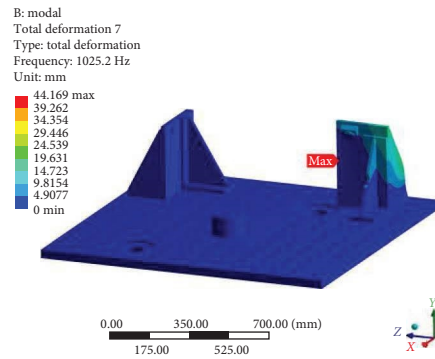 B: modal
Total deformation 7
Type: total deformation
Frequency: 1025.2 Hz
Unit: mm
44.169 max
39.262
34.354
29.446
24.539
19.631
14.723
9.8154
4.9077
0 min
Max
0.00 350.00 700.00 (mm)
175.00 525.00
Y
Z
X